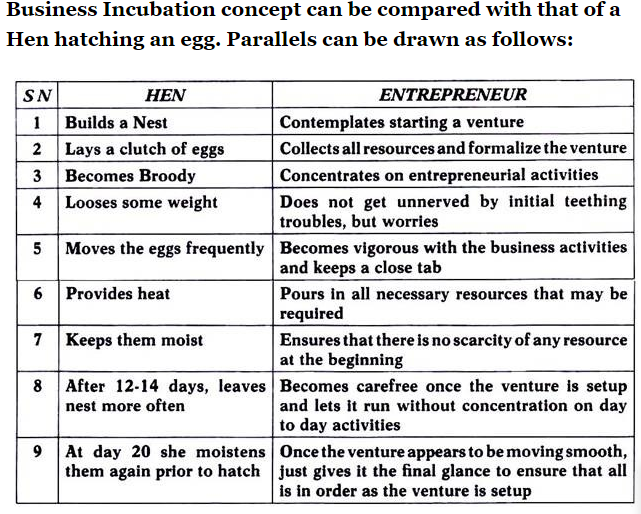 Business Incubation concept can be compared with that of a
Hen hatching an egg. Parallels can be drawn as follows:
SN HEN ENTREPRENEUR
1 Builds a Nest Contemplates starting a venture
2 Lays a clutch of eggs Collects all resources and formalize the venture
3 Becomes Broody Concentrates on entrepreneurial activities
4 Looses some weight Does not get unnerved by initial teething
troubles, but worries
5 Moves the eggs frequently Becomes vigorous with the business activities
and keeps a close tab
6 Provides heat Pours in all necessary resources that may be
required
7 Keeps them moist Ensures that there is no scarcity of any resource
at the beginning
8 After 12-14 days, leaves Becomes carefree once the venture is setup
nest more often and lets it run without concentration on day
to day activities
9 At day 20 she moistens Once the venture appears to be moving smooth,
them again prior to hatch just gives it the final glance to ensure that all
is in order as the venture is setup